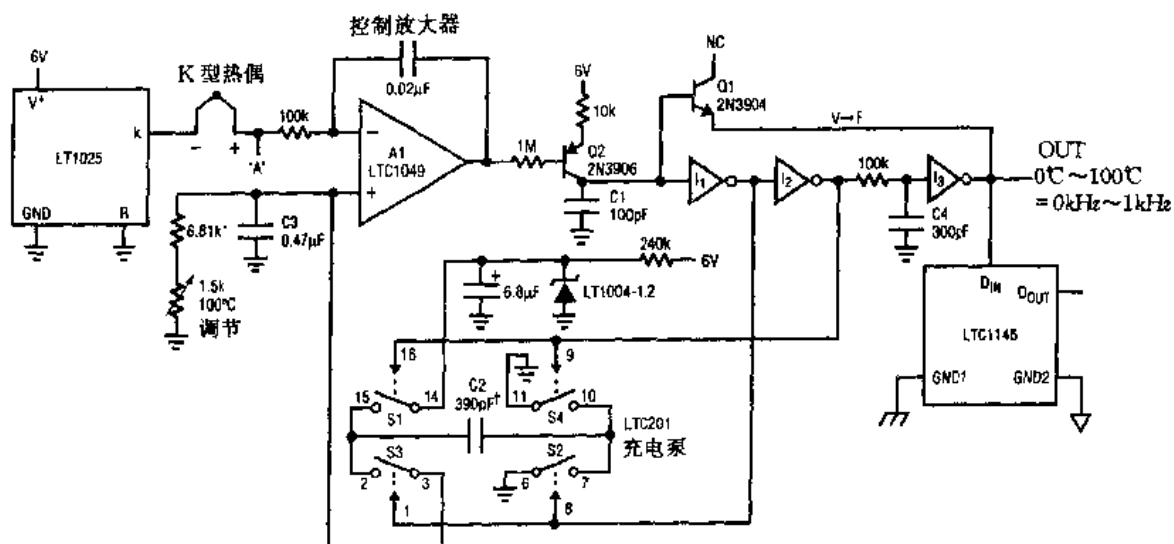 控制放大器
6V
K 型热偶
0.02μF
6V
NC
Q1
2N3904
V⁺
k
LT1025
GND
R
100k
"A"
A1
LTC1049
1M
10k
Q2
2N3906
V→F
I₁
I₂
100k
I₃
OUT
0℃~100℃
=0kHz~1kHz
C1
100pF
C4
300pF
6.81k*
C3
0.47μF
1.5k
100℃
调节
240k
6V
6.8μF
LT1004-1.2
D_IN
D_OUT
LTC1145
GND1
GND2
16
9
15
14
S1
C2
390pF†
11
10
S4
LTC201
充电泵
S3
S2
2
3
6
7
1
8